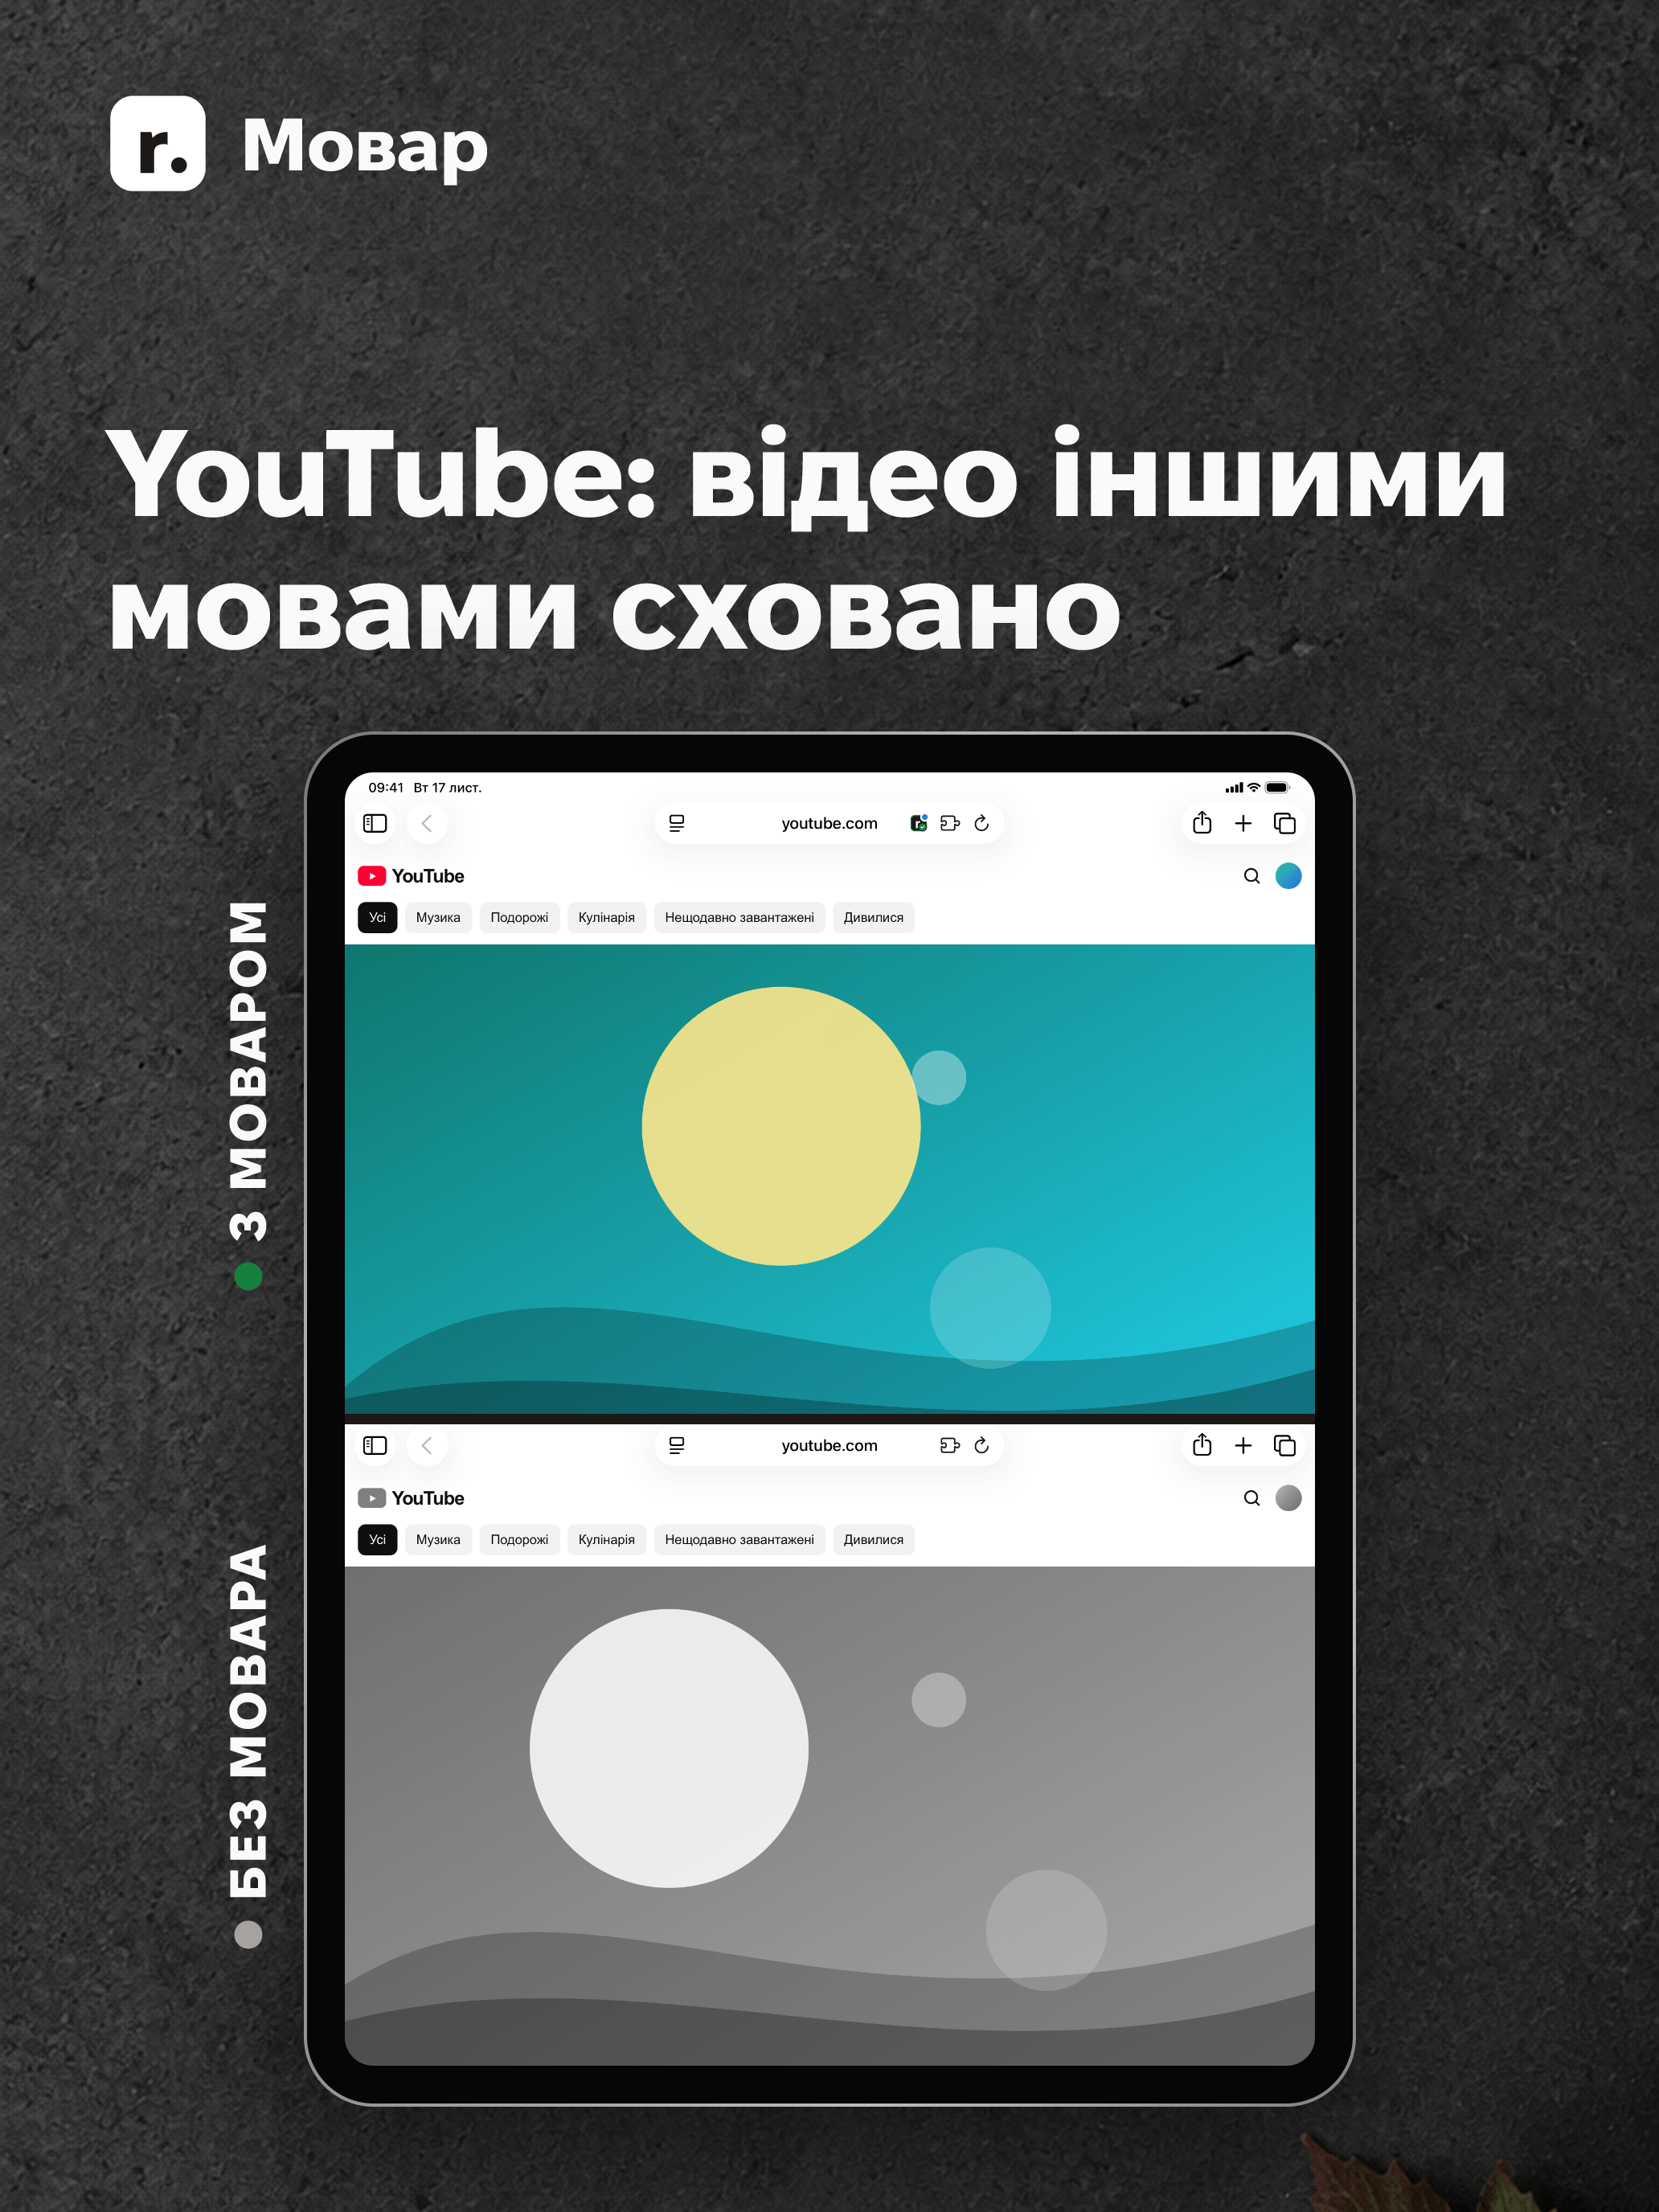 r. Мовар
YouTube: відео іншими
мовами сховано
З МОВАРОМ
09:41 Вт 17 лист.
youtube.com
YouTube
Усі Музика Подорожі Кулінарія Нещодавно завантажені Дивилися
БЕЗ МОВАРА
youtube.com
YouTube
Усі Музика Подорожі Кулінарія Нещодавно завантажені Дивилися